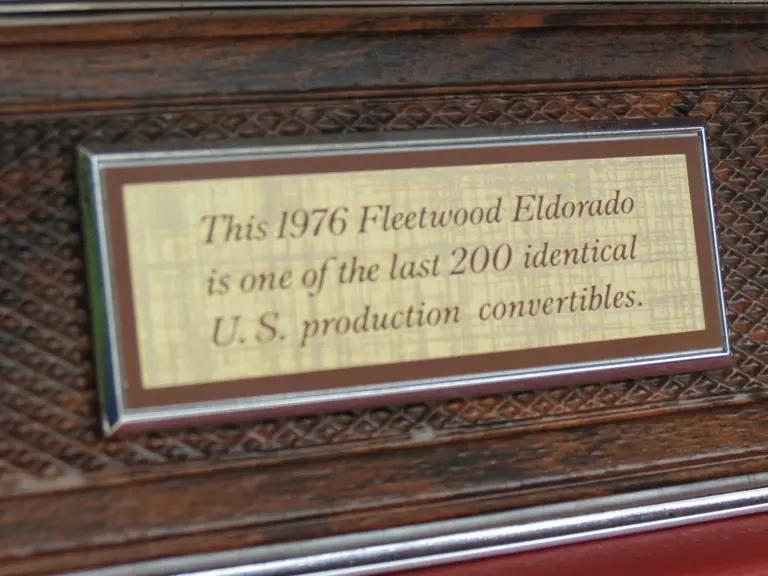 This 1976 Fleetwood Eldorado
is one of the last 200 identical
U.S. production convertibles.